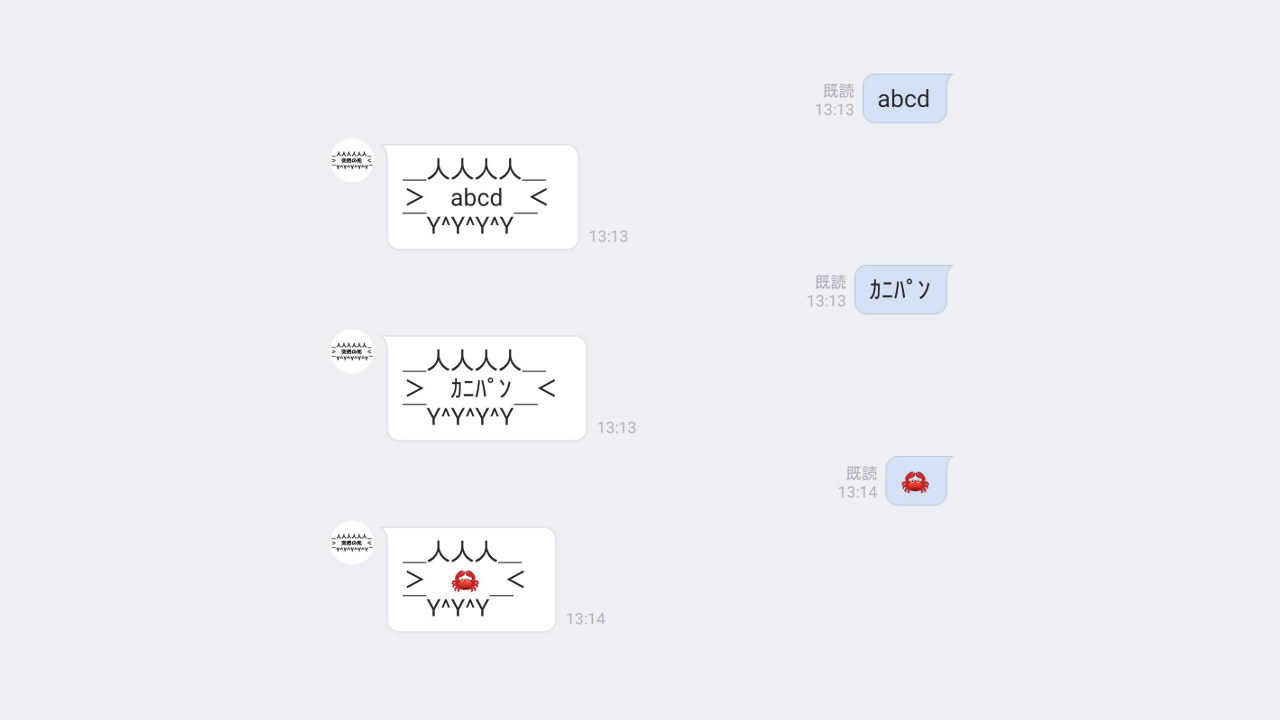 既読
13:13
abcd
＿人人人人＿
＞　abcd　＜
￣Y^Y^Y^Y￣
13:13
既読
13:13
ｶﾆﾊﾟﾝ
＿人人人人＿
＞　ｶﾆﾊﾟﾝ　＜
￣Y^Y^Y^Y￣
13:13
既読
13:14
🦀
＿人人人＿
＞　🦀　＜
￣Y^Y^Y￣
13:14